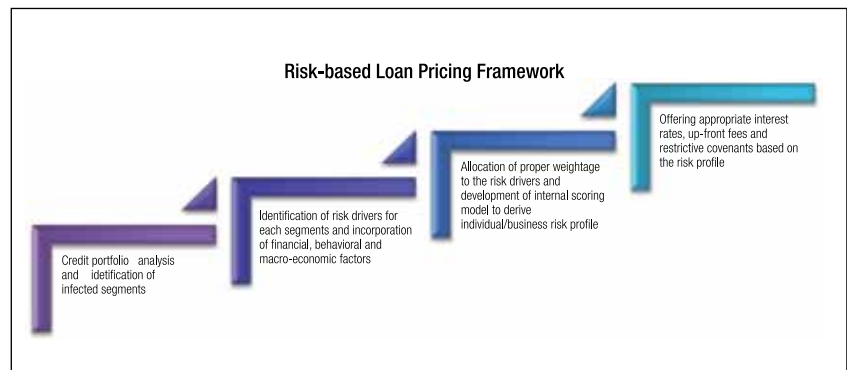 Risk-based Loan Pricing Framework
Credit portfolio analysis
and idetification of
infected segments
Identification of risk drivers for
each segments and incorporation
of financial, behavioral and
macro-economic factors
Allocation of proper weightage
to the risk drivers and
development of internal scoring
model to derive
individual/business risk profile
Offering appropriate interest
rates, up-front fees and
restrictive covenants based on
the risk profile